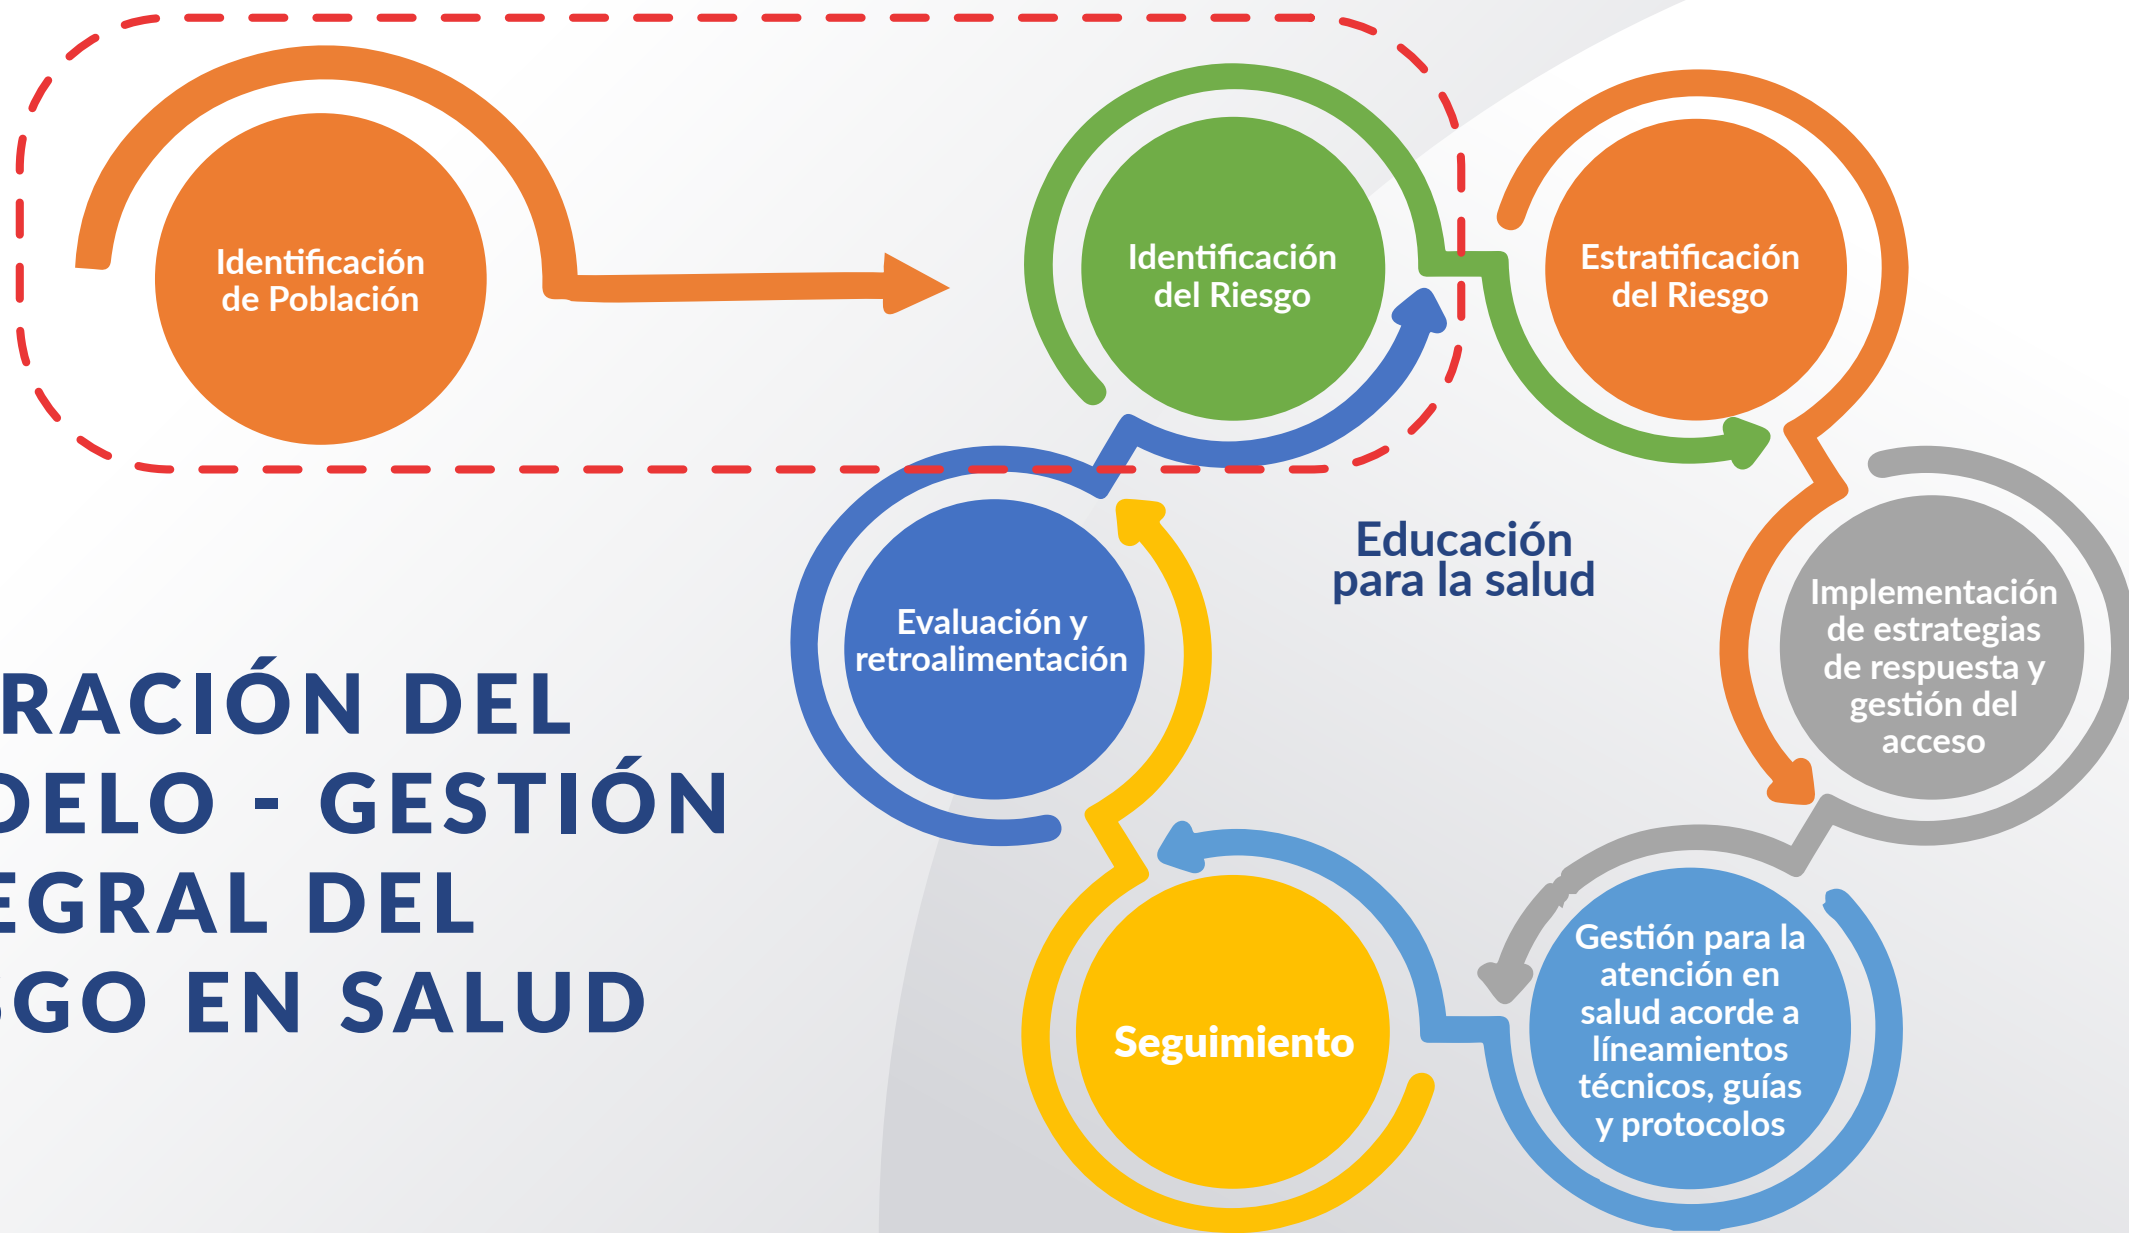 Identificación
de Población
Identificación
del Riesgo
Estratificación
del Riesgo
Implementación
de estrategias
de respuesta y
gestión del
acceso
Gestión para la
atención en
salud acorde a
líneamientos
técnicos, guías
y protocolos
Seguimiento
Evaluación y
retroalimentación
Educación
para la salud
RACIÓN DEL
DELO - GESTIÓN
EGRAL DEL
SGO EN SALUD